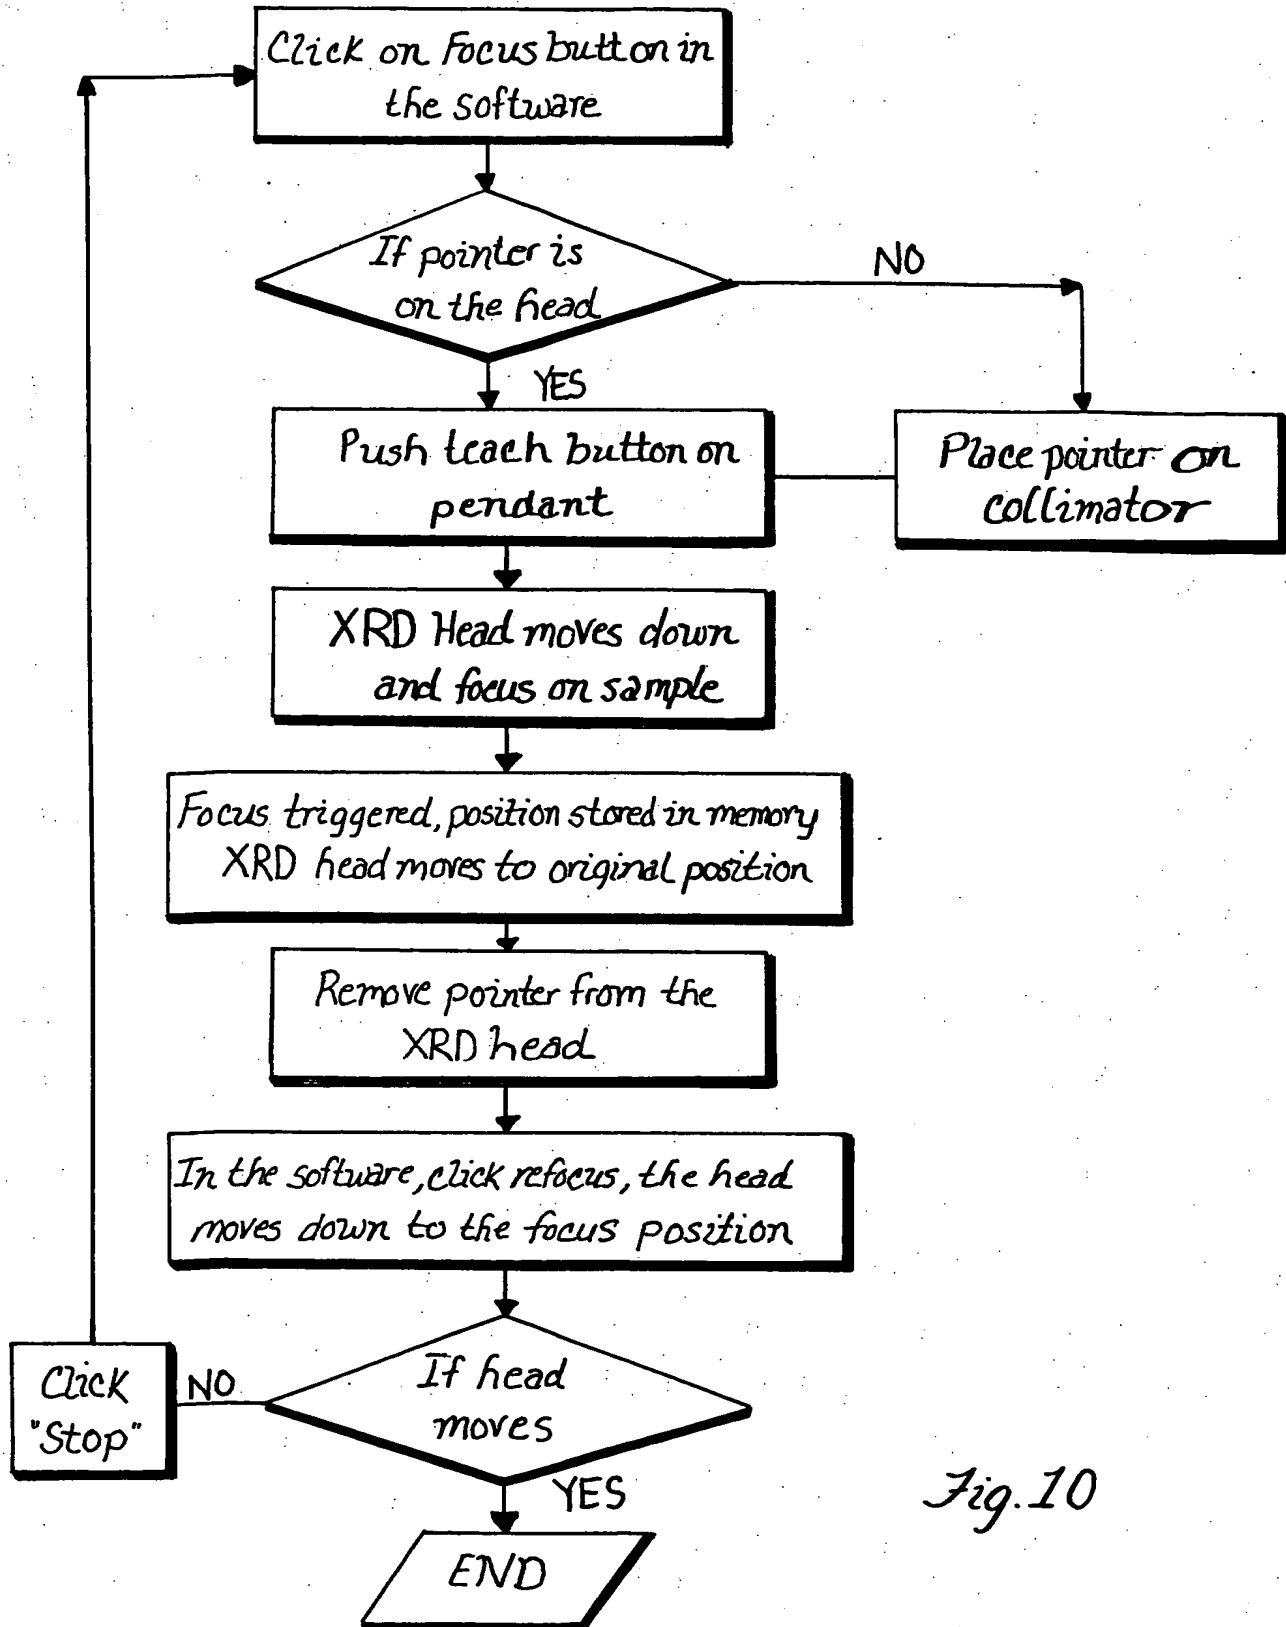 Click on Focus button in
the software
If pointer is
on the head
NO
YES
Push teach button on
pendant
Place pointer on
collimator
XRD Head moves down
and focus on sample
Focus triggered, position stored in memory
XRD head moves to original position
Remove pointer from the
XRD head
In the software, click refocus, the head
moves down to the focus position
Click
"Stop"
NO
If head
moves
YES
END
Fig. 10